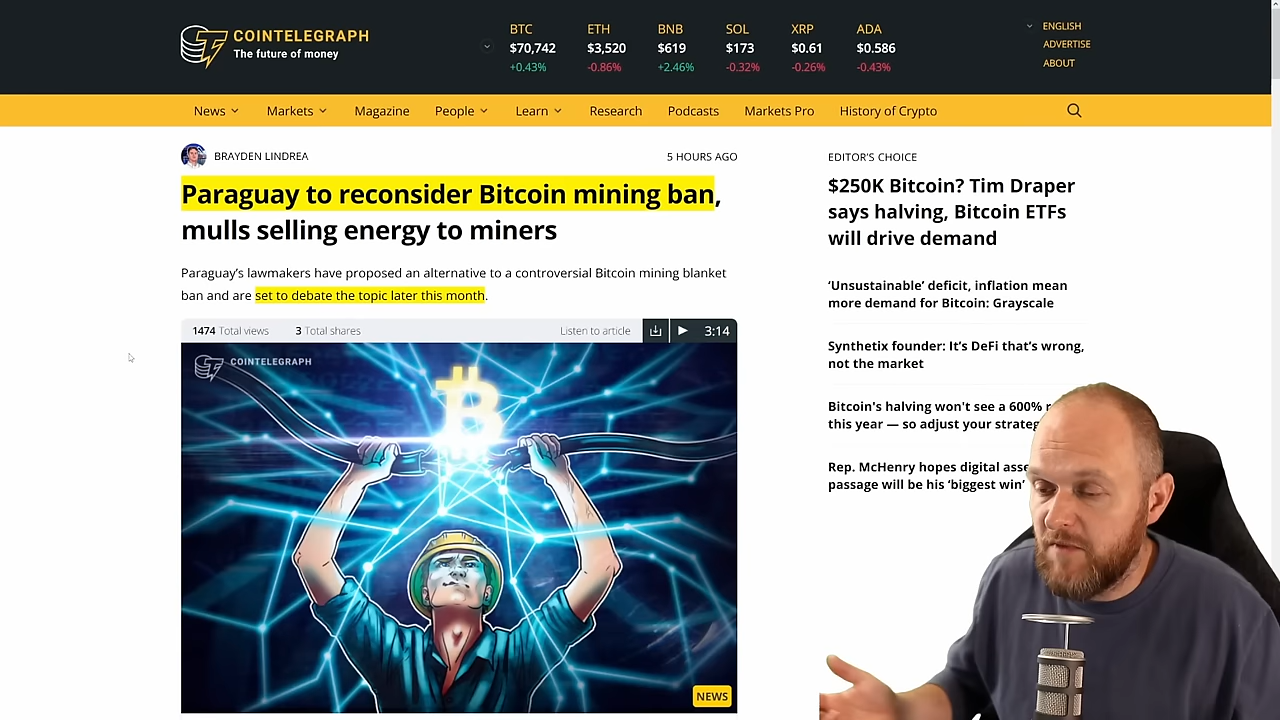 COINTELEGRAPH
The future of money
BTC ETH BNB SOL XRP ADA
$70,742 $3,520 $619 $173 $0.61 $0.586
+0.43% -0.86% +2.46% -0.32% -0.26% -0.43%
ENGLISH
ADVERTISE
ABOUT
News Markets Magazine People Learn Research Podcasts Markets Pro History of Crypto
BRAYDEN LINDREA 5 HOURS AGO
Paraguay to reconsider Bitcoin mining ban,
mulls selling energy to miners
Paraguay’s lawmakers have proposed an alternative to a controversial Bitcoin mining blanket
ban and are set to debate the topic later this month.
1474 Total views 3 Total shares Listen to article 3:14
COINTELEGRAPH
NEWS
EDITOR'S CHOICE
$250K Bitcoin? Tim Draper
says halving, Bitcoin ETFs
will drive demand
‘Unsustainable’ deficit, inflation mean
more demand for Bitcoin: Grayscale
Synthetix founder: It’s DeFi that’s wrong,
not the market
Bitcoin's halving won't see a 600%
this year — so adjust your
Rep. McHenry hopes digital
passage will be his ‘biggest win’